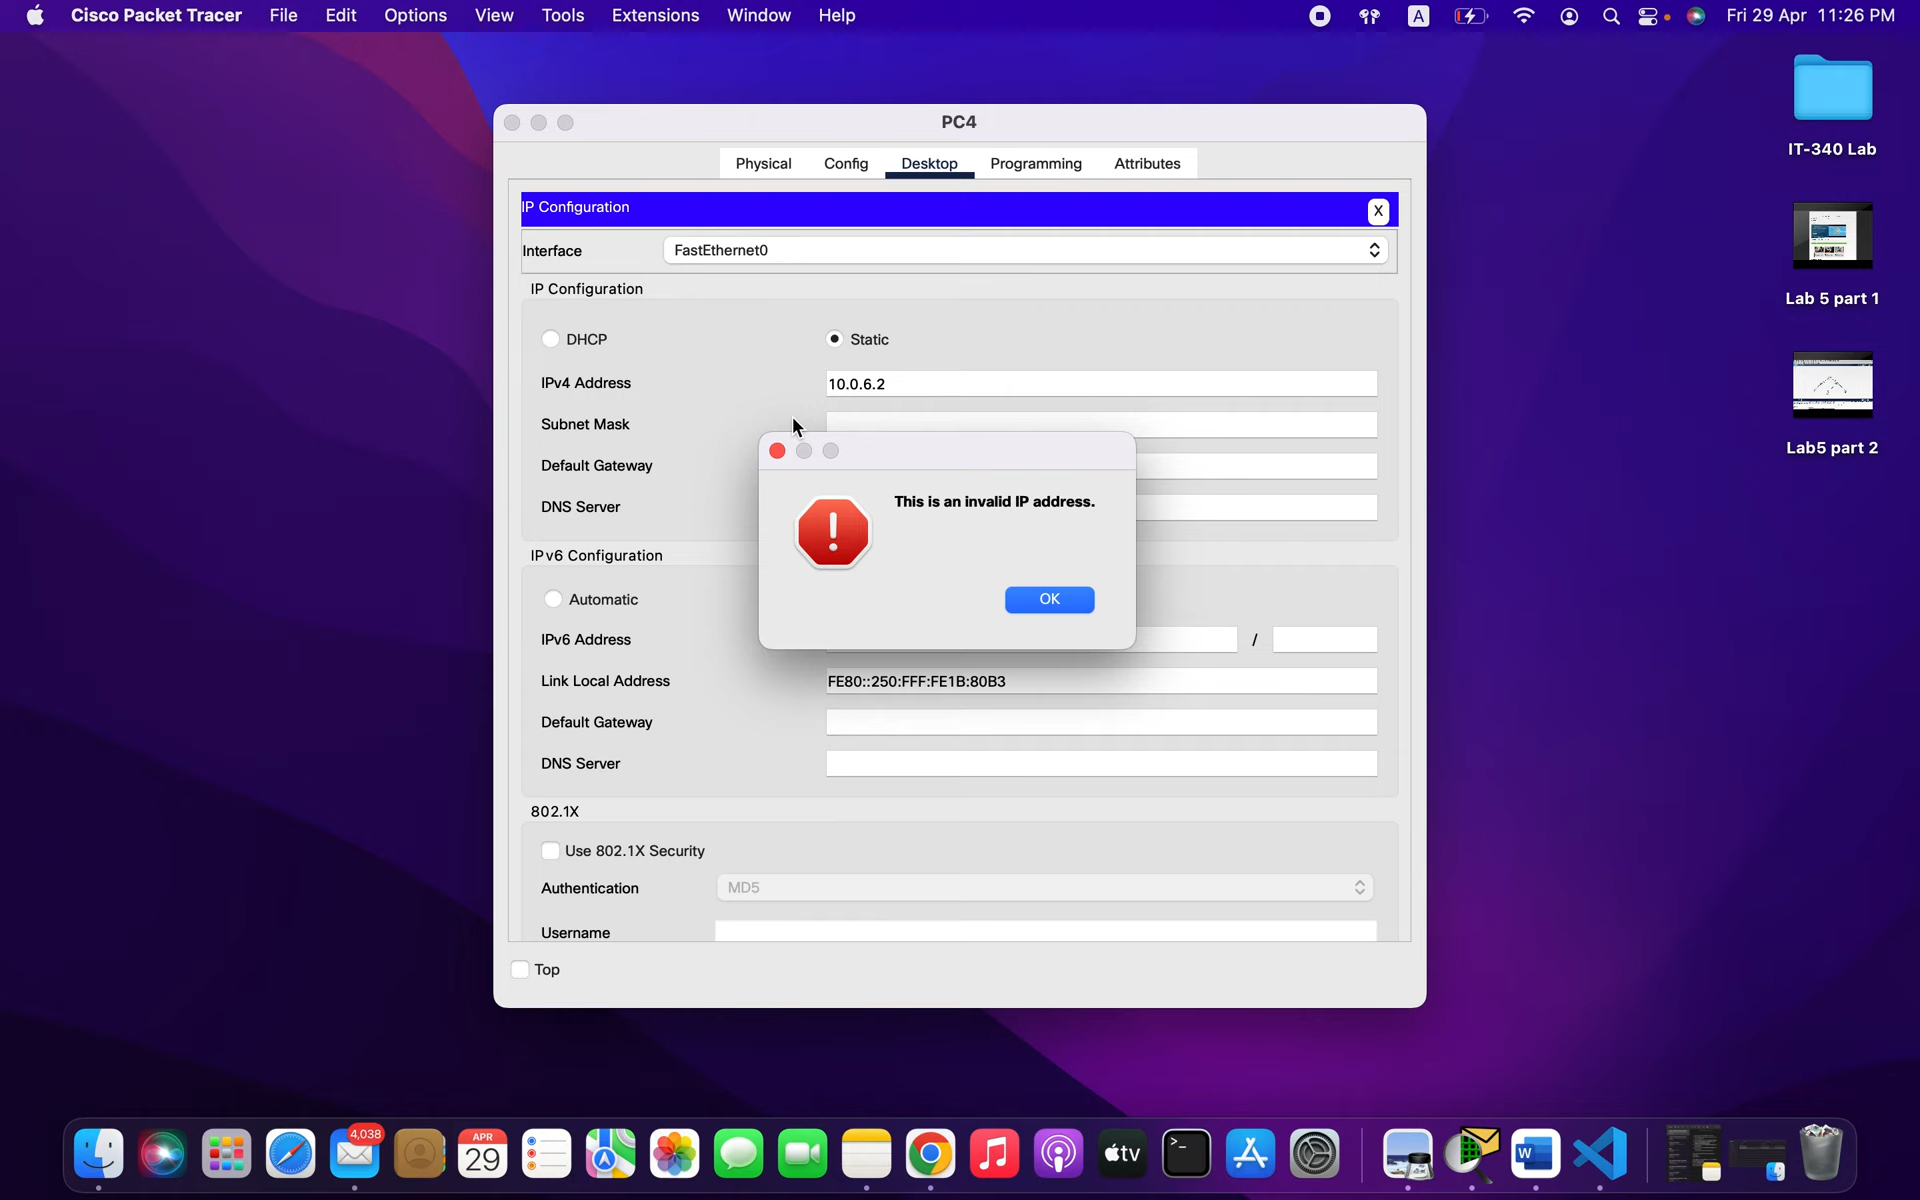 Cisco Packet Tracer File Edit Options View Tools Extensions Window Help A Fri 29 Apr 11:26 PM
IT-340 Lab
Lab 5 part 1
Lab5 part 2
PC4
Physical Config Desktop Programming Attributes
IP Configuration X
Interface FastEthernet0
IP Configuration
DHCP Static
IPv4 Address 10.0.6.2
Subnet Mask
Default Gateway
DNS Server
This is an invalid IP address.
OK
IPv6 Configuration
Automatic
IPv6 Address /
Link Local Address FE80::250:FFF:FE1B:80B3
Default Gateway
DNS Server
802.1X
Use 802.1X Security
Authentication MD5
Username
Top
4,038
APR
29
tv
>_
W